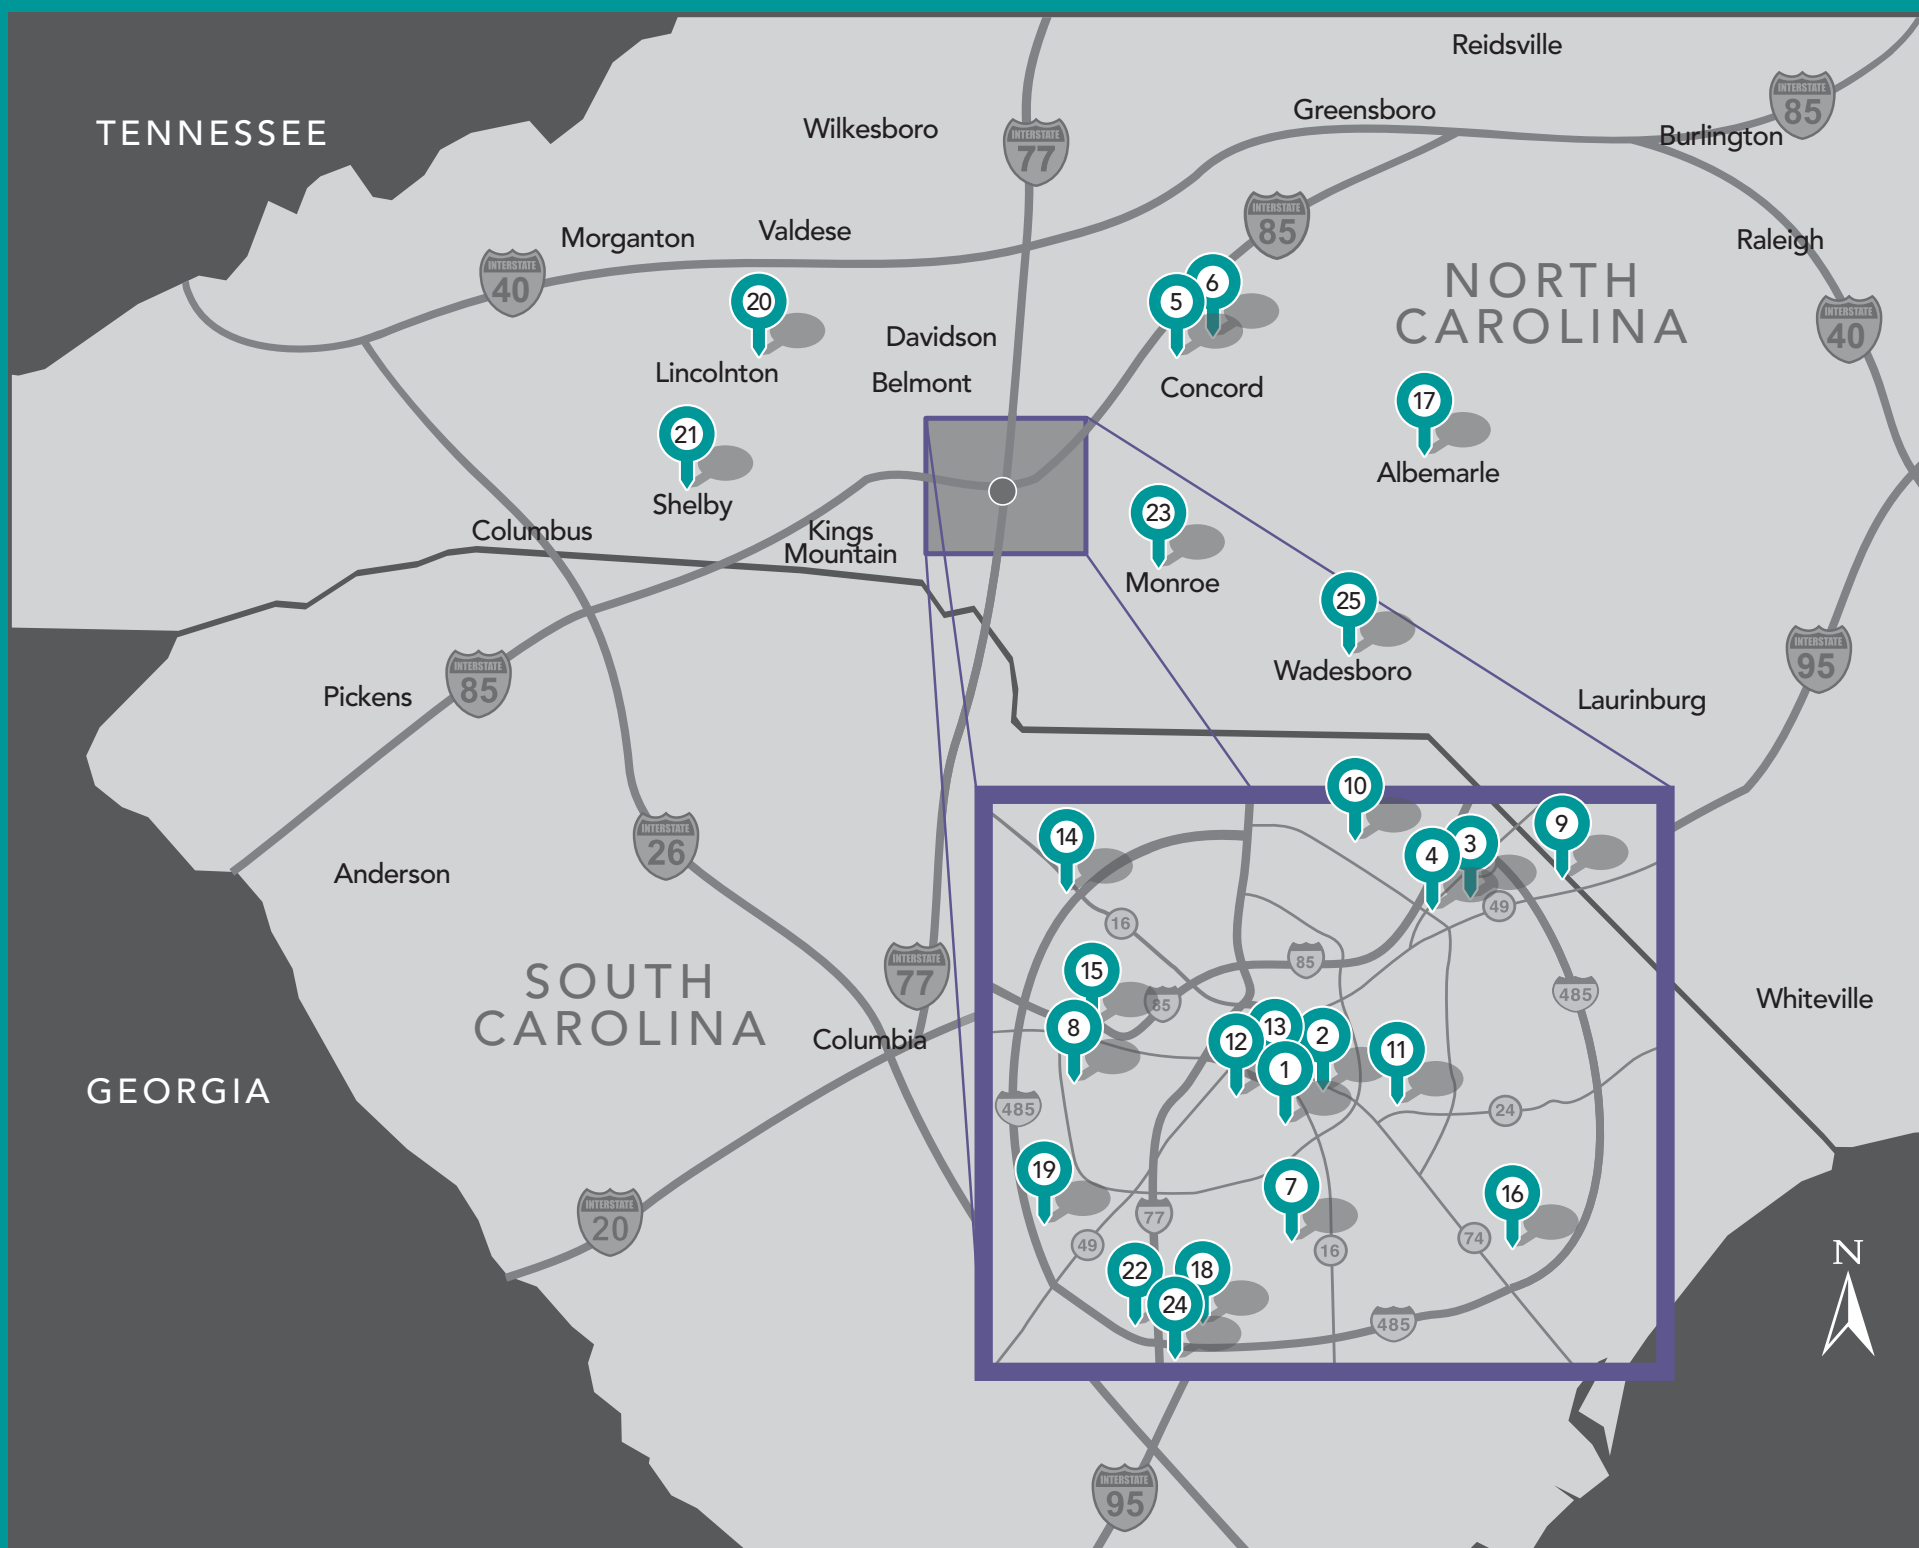 Reidsville
INTERSTATE
85
Greensboro
Wilkesboro
INTERSTATE
77
TENNESSEE
Burlington
INTERSTATE
85
Valdese
Morganton
Raleigh
INTERSTATE
40
NORTH
CAROLINA
6
5
20
INTERSTATE
40
Davidson
Lincolnton
Belmont
Concord
17
21
Albemarle
Shelby
23
Columbus
Kings
Mountain
Monroe
25
INTERSTATE
95
Wadesboro
INTERSTATE
85
Pickens
Laurinburg
10
9
14
3
4
INTERSTATE
26
Anderson
49
16
85
INTERSTATE
77
15
485
Whiteville
85
SOUTH
CAROLINA
Columbia
8
13
2
12
11
1
GEORGIA
485
24
19
7
16
INTERSTATE
20
77
49
16
74
N
22
18
24
485
INTERSTATE
95